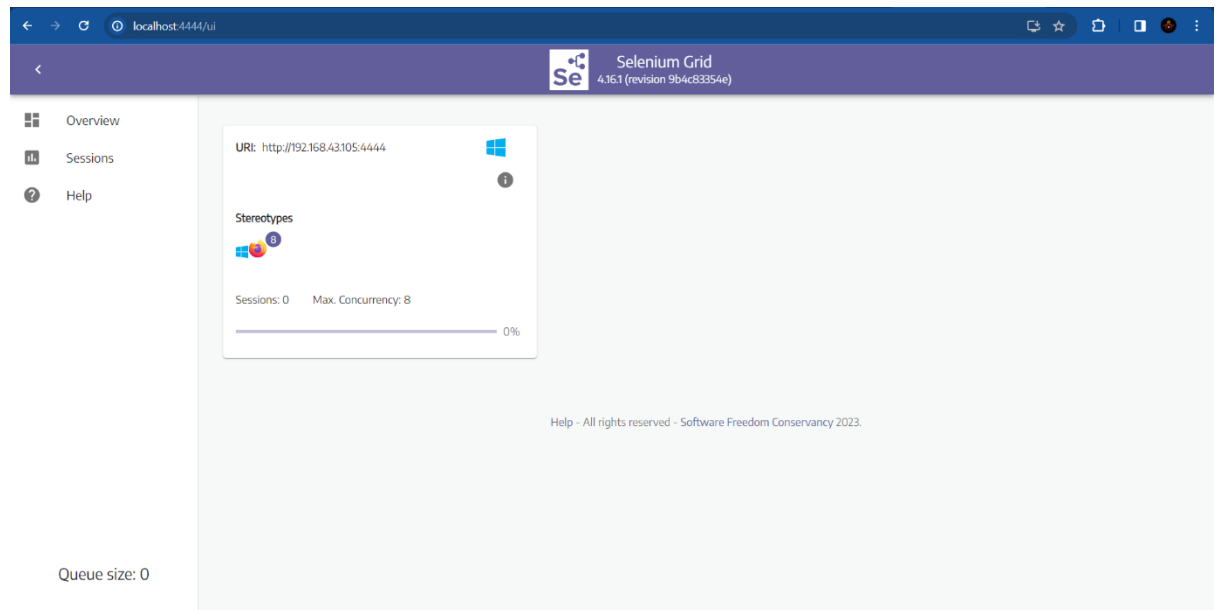 localhost:4444/ui
Se
Selenium Grid
4.16.1 (revision 9b4c83354e)
Overview
Sessions
Help
URI: http://192.168.43.105:4444
Stereotypes
8
Sessions: 0 Max. Concurrency: 8
0%
Help - All rights reserved - Software Freedom Conservancy 2023.
Queue size: 0